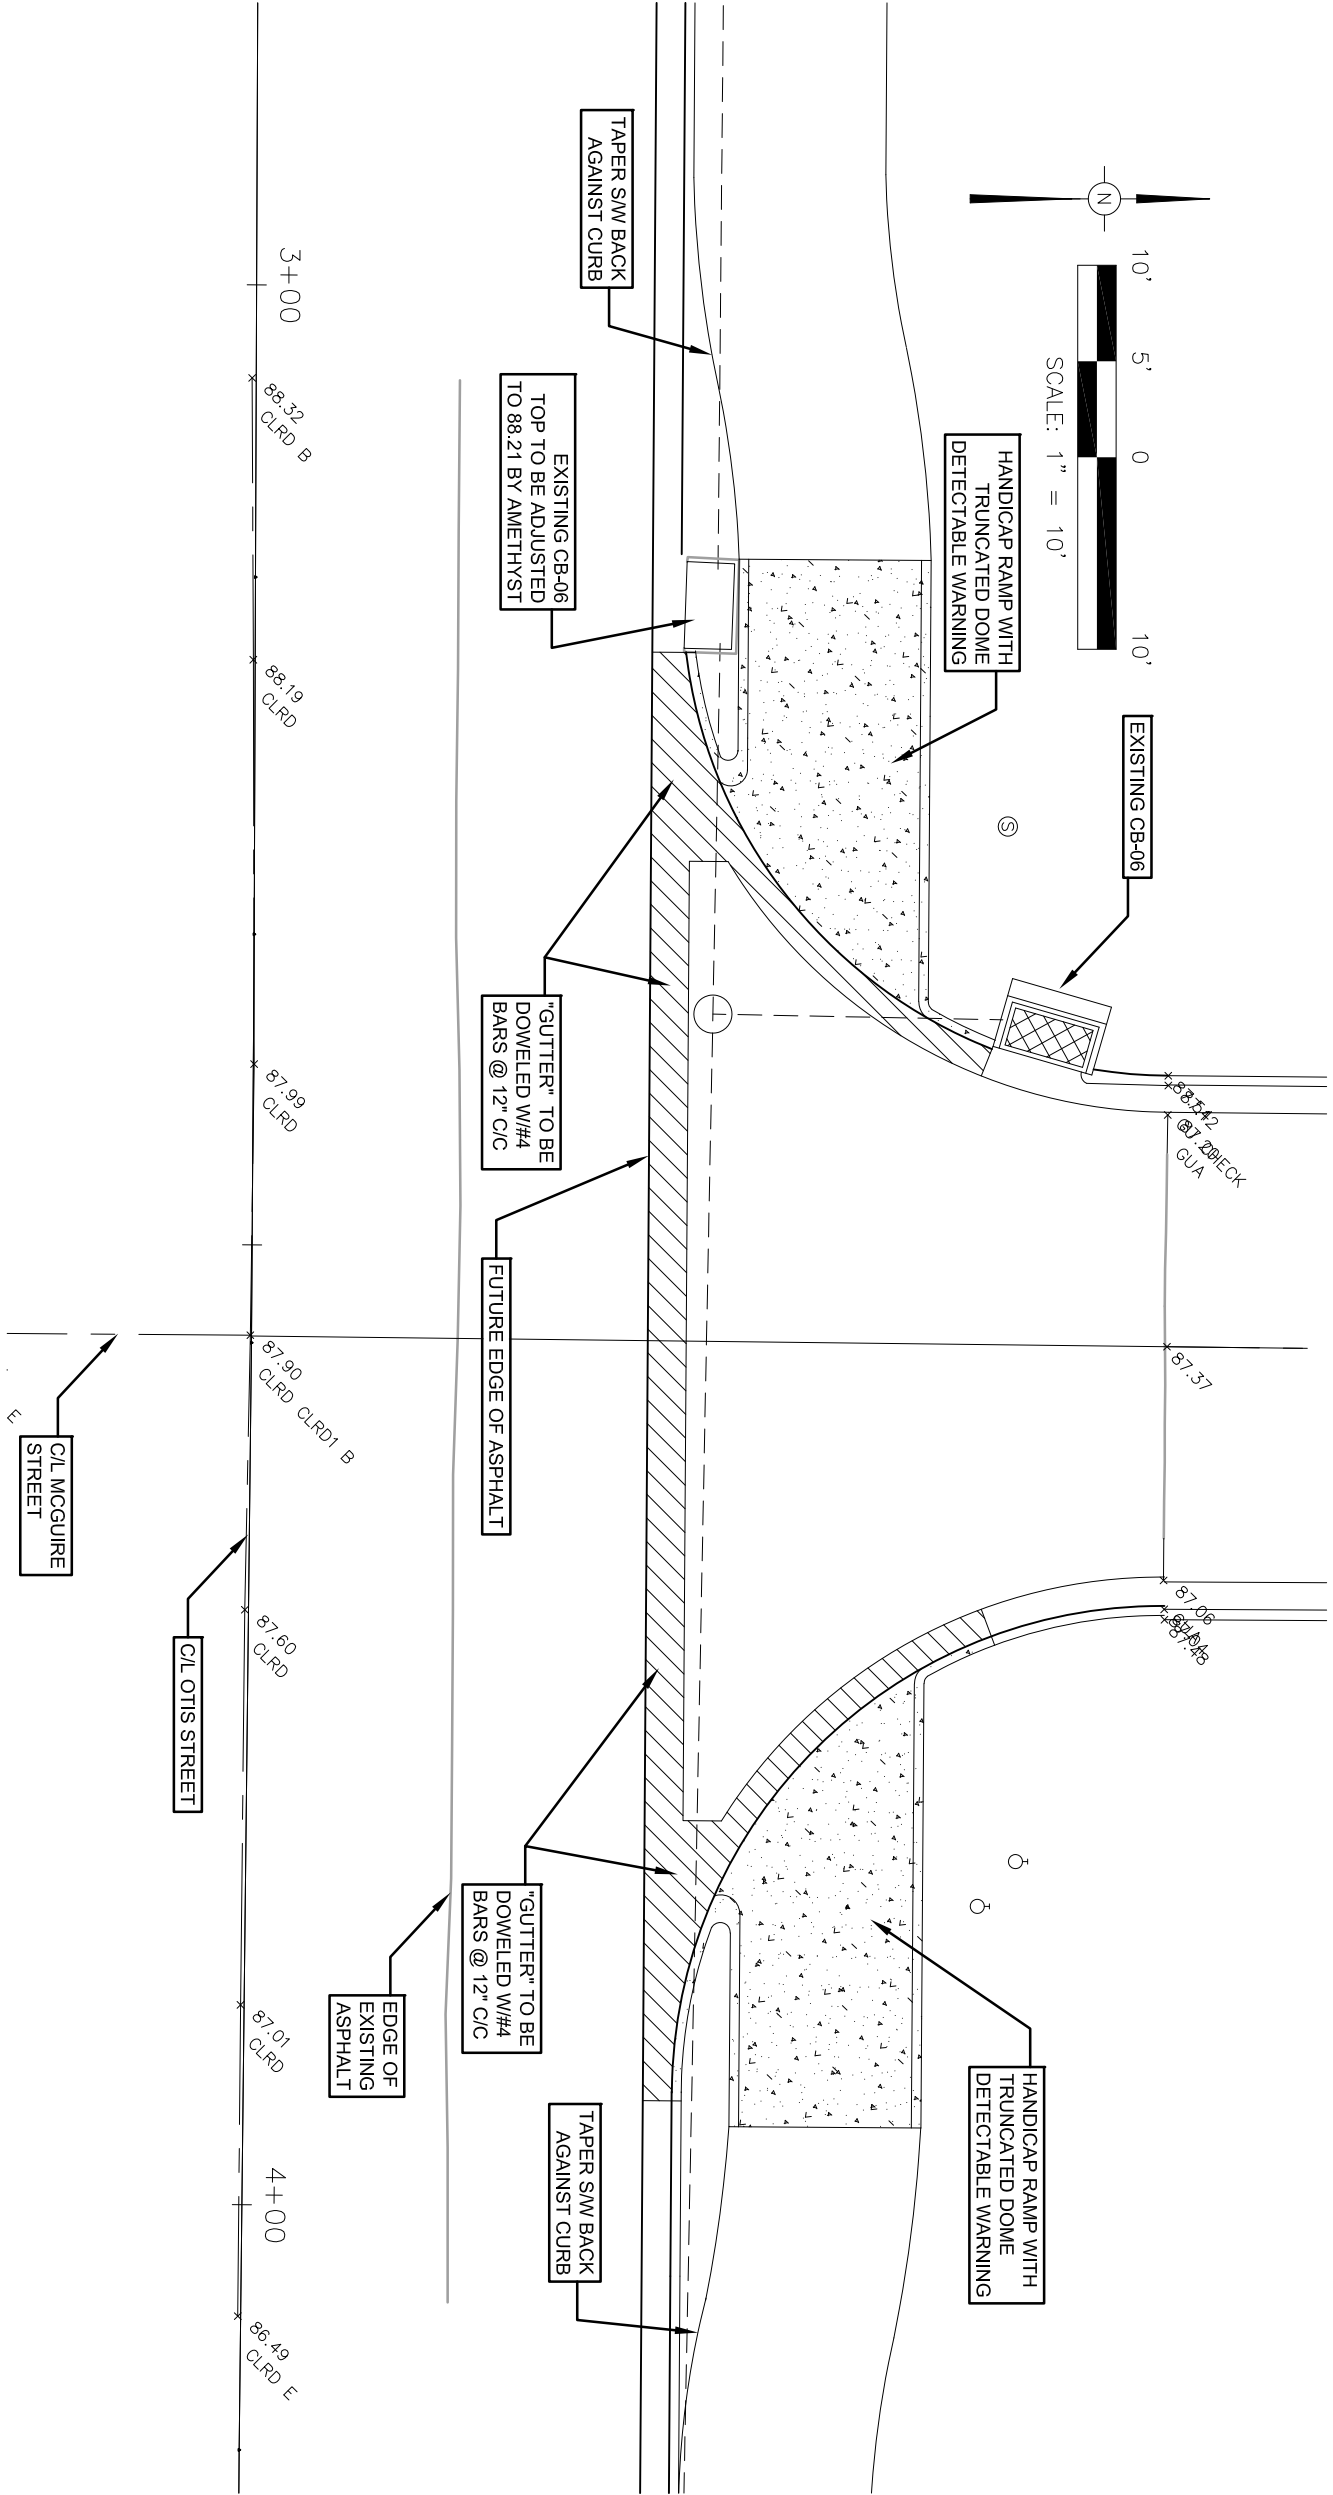 N
10'
5'
0
10'
SCALE: 1" = 10'
EXISTING CB-06
HANDICAP RAMP WITH
TRUNCATED DOME
DETECTABLE WARNING
S
HANDICAP RAMP WITH
TRUNCATED DOME
DETECTABLE WARNING
87.20
GUA
87.37
87.06
87.48
TAPER S/W BACK
AGAINST CURB
EXISTING CB-06
TOP TO BE ADJUSTED
TO 88.21 BY AMETHYST
T
"GUTTER" TO BE
DOWELED W/#4
BARS @ 12" C/C
FUTURE EDGE OF ASPHALT
"GUTTER" TO BE
DOWELED W/#4
BARS @ 12" C/C
TAPER S/W BACK
AGAINST CURB
EDGE OF
EXISTING
ASPHALT
3+00
88.32
CLRD B
88.19
CLRD
87.99
CLRD
87.90
CLRD CLRD1 B
87.60
CLRD
87.01
CLRD
4+00
86.49
CLRD E
C/L OTIS STREET
C/L MCGUIRE
STREET
E